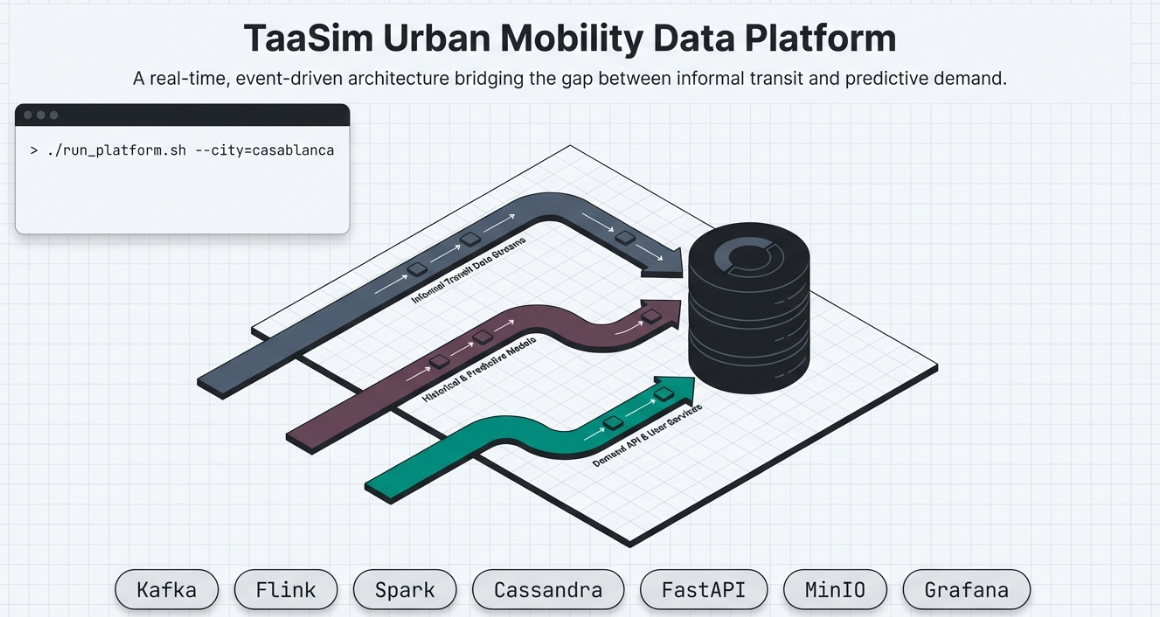 TaaSim Urban Mobility Data Platform
A real-time, event-driven architecture bridging the gap between informal transit and predictive demand.
> ./run_platform.sh --city=casablanca
Informal Transit Data Streams
Historical & Predictive Models
Demand API & User Services
Kafka
Flink
Spark
Cassandra
FastAPI
MinIO
Grafana